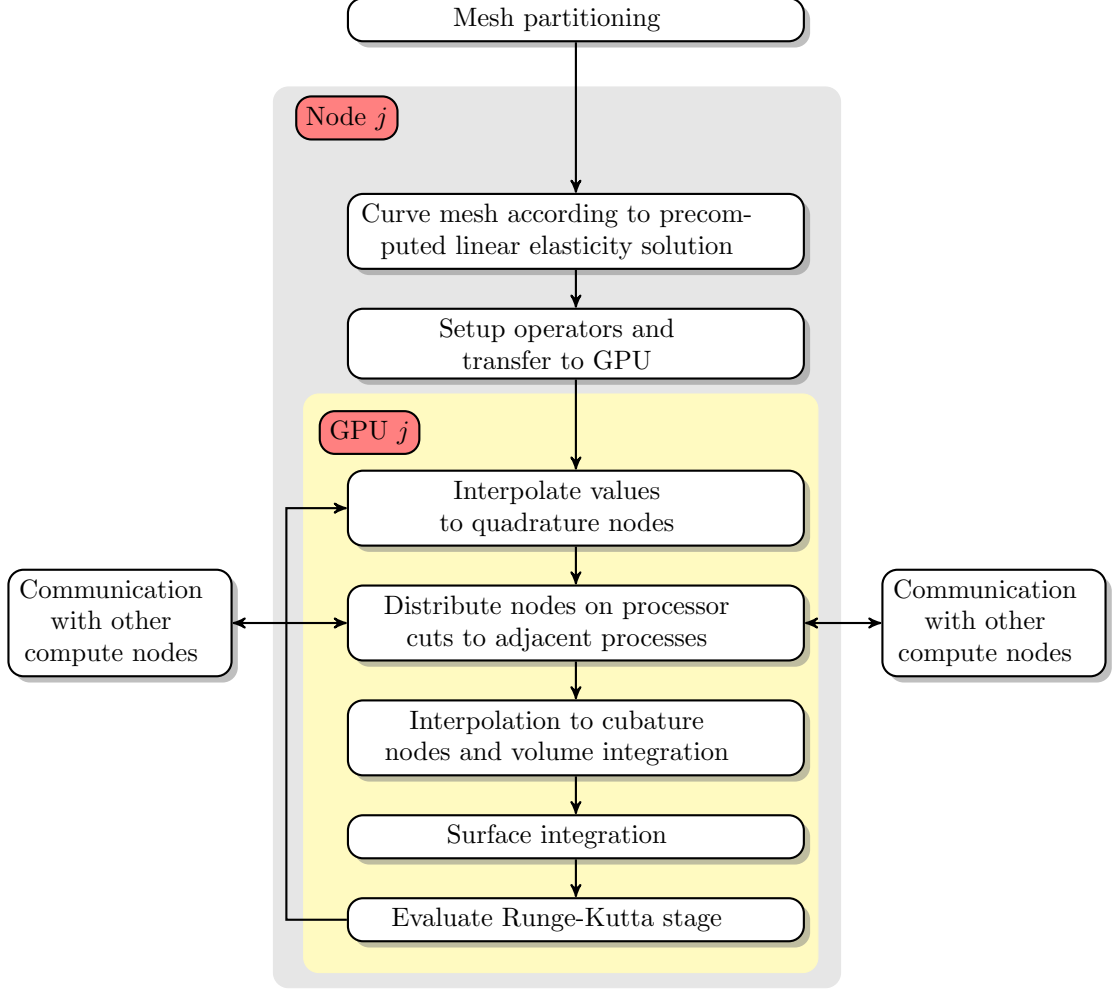 Mesh partitioning
Node j
Curve mesh according to precom-
puted linear elasticity solution
Setup operators and
transfer to GPU
GPU j
Interpolate values
to quadrature nodes
Communication
with other
compute nodes
Distribute nodes on processor
cuts to adjacent processes
Communication
with other
compute nodes
Interpolation to cubature
nodes and volume integration
Surface integration
Evaluate Runge-Kutta stage